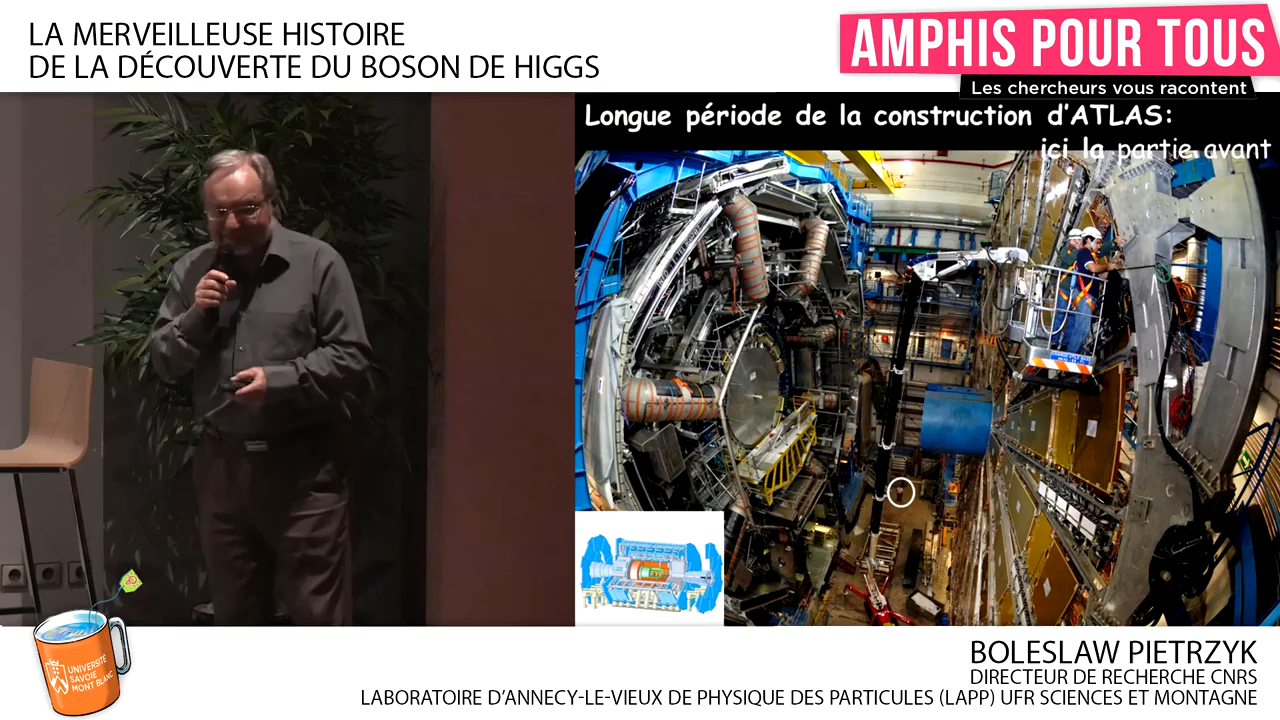 LA MERVEILLEUSE HISTOIRE
DE LA DÉCOUVERTE DU BOSON DE HIGGS
AMPHIS POUR TOUS
Les chercheurs vous racontent
Longue période de la construction d'ATLAS:
ici la partie avant
UNIVERSITÉ
SAVOIE
MONT BLANC
BOLESLAW PIETRZYK
DIRECTEUR DE RECHERCHE CNRS
LABORATOIRE D'ANNECY-LE-VIEUX DE PHYSIQUE DES PARTICULES (LAPP) UFR SCIENCES ET MONTAGNE